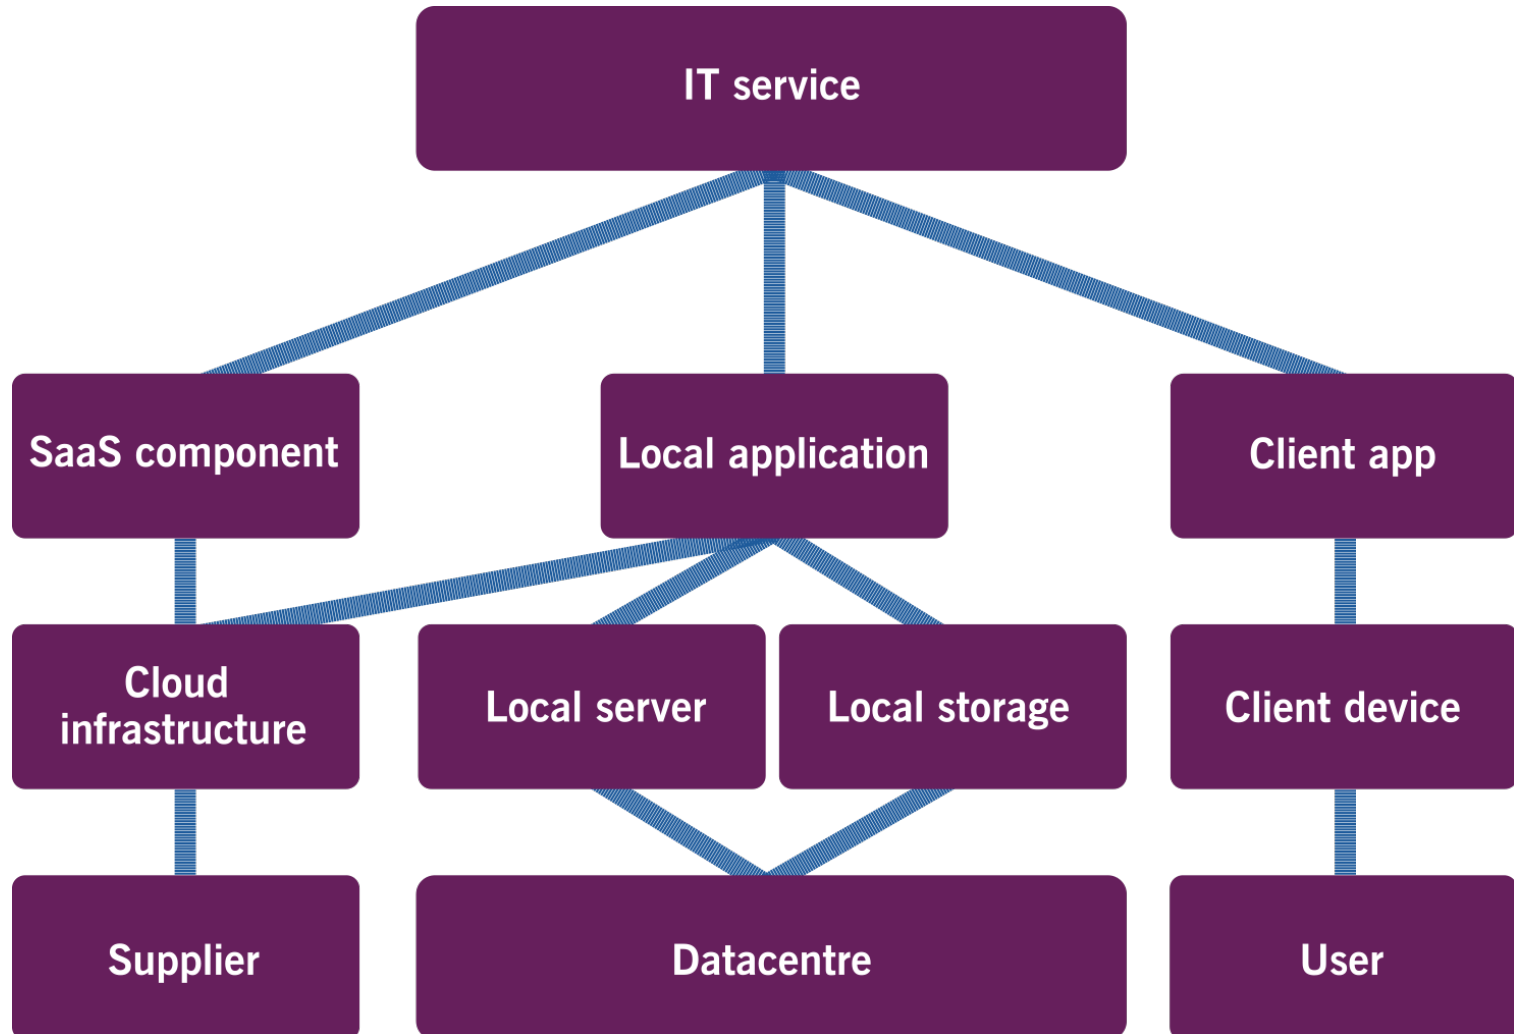 IT service
SaaS component
Local application
Client app
Cloud
infrastructure
Local server
Local storage
Client device
Supplier
Datacentre
User